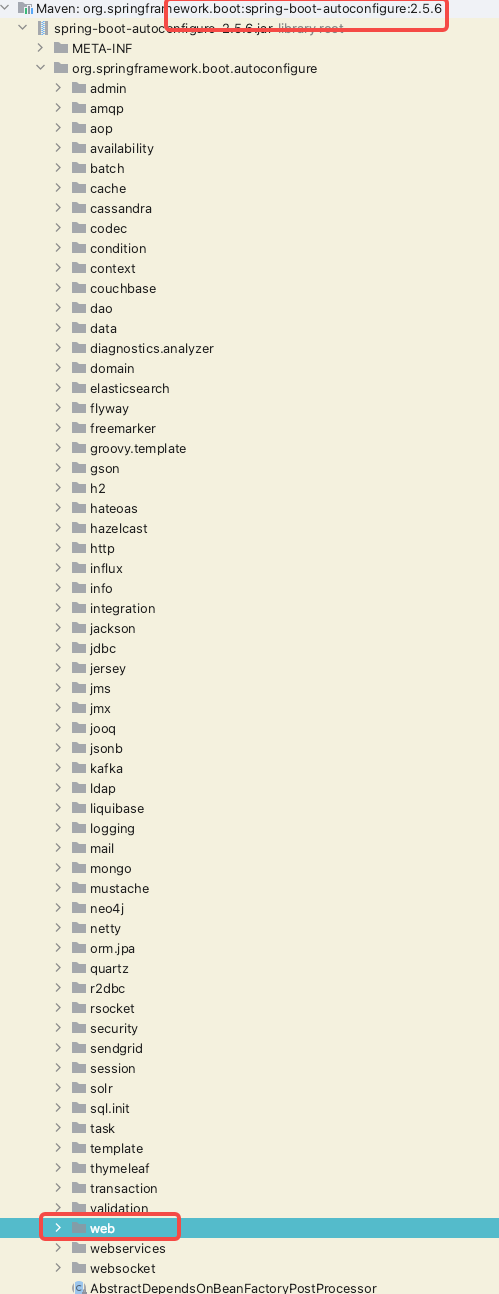 Maven: org.springframework.boot:spring-boot-autoconfigure:2.5.6
spring-boot-autoconfigure-2.5.6.jar library root
META-INF
org.springframework.boot.autoconfigure
admin
amqp
aop
availability
batch
cache
cassandra
codec
condition
context
couchbase
dao
data
diagnostics.analyzer
domain
elasticsearch
flyway
freemarker
groovy.template
gson
h2
hateoas
hazelcast
http
influx
info
integration
jackson
jdbc
jersey
jms
jmx
jooq
jsonb
kafka
ldap
liquibase
logging
mail
mongo
mustache
neo4j
netty
orm.jpa
quartz
r2dbc
rsocket
security
sendgrid
session
solr
sql.init
task
template
thymeleaf
transaction
validation
web
webservices
websocket
AbstractDependsOnBeanFactoryPostProcessor